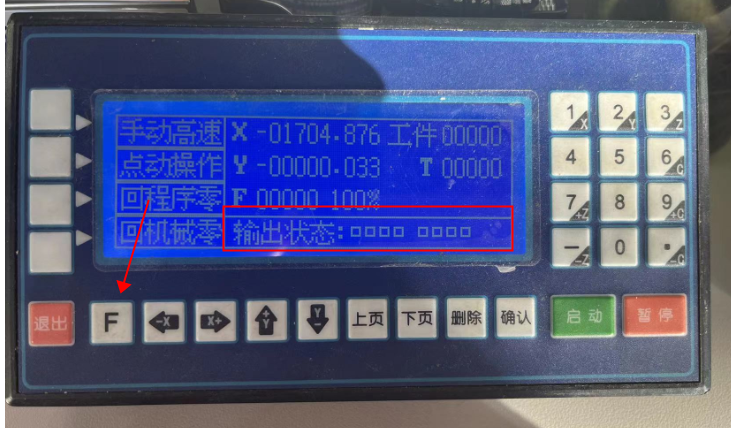 手动高速 X -01704.876 工件 00000
点动操作 Y -00000.033 T 00000
回程序零 F 00000 100%
回机械零 输出状态:□□□□ □□□□
1 X 2 Y 3 Z
4 5 6
7 +Z 8 9 +C
- -Z 0 . -C
退出 F -X X+ +Y Y- 上页 下页 删除 确认 启动 暂停